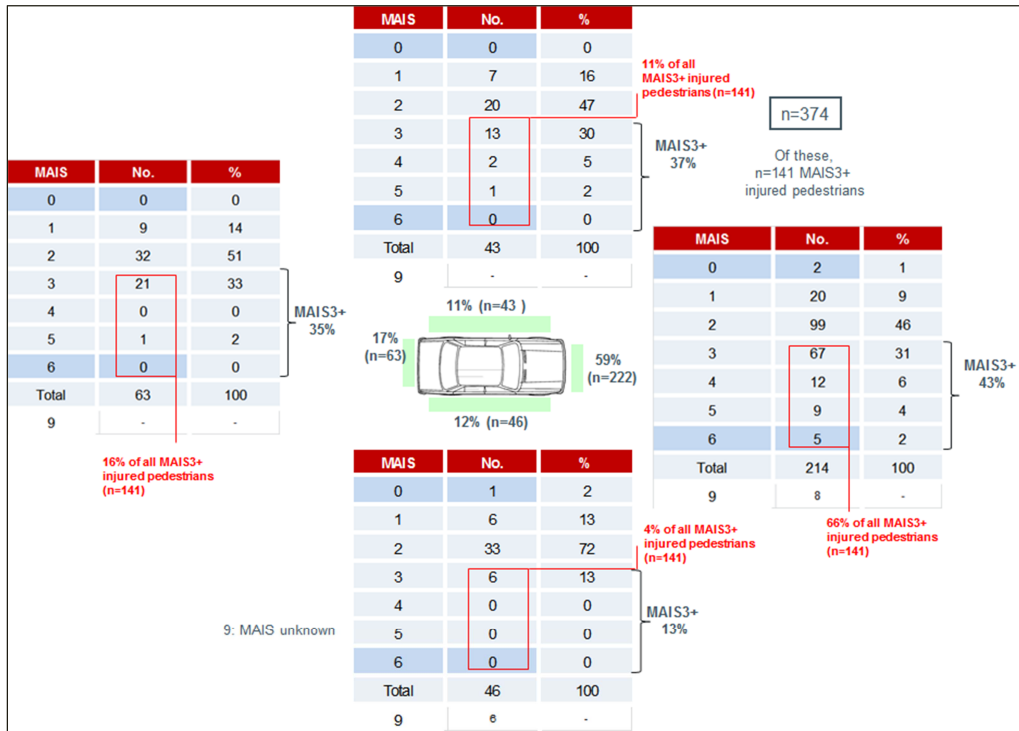 MAIS No. %
0 0 0
1 7 16
2 20 47
3 13 30
4 2 5
5 1 2
6 0 0
Total 43 100
9 - -
11% of all
MAIS3+ injured
pedestrians (n=141)
MAIS3+
37%
n=374
Of these,
n=141 MAIS3+
injured pedestrians
MAIS No. %
0 0 0
1 9 14
2 32 51
3 21 33
4 0 0
5 1 2
6 0 0
Total 63 100
9 - -
MAIS3+
35%
16% of all MAIS3+
injured pedestrians
(n=141)
11% (n=43 )
17%
(n=63)
59%
(n=222)
12% (n=46)
MAIS No. %
0 2 1
1 20 9
2 99 46
3 67 31
4 12 6
5 9 4
6 5 2
Total 214 100
9 8 -
MAIS3+
43%
66% of all MAIS3+
injured pedestrians
(n=141)
MAIS No. %
0 1 2
1 6 13
2 33 72
3 6 13
4 0 0
5 0 0
6 0 0
Total 46 100
9 6 -
4% of all MAIS3+
injured pedestrians
(n=141)
MAIS3+
13%
9: MAIS unknown